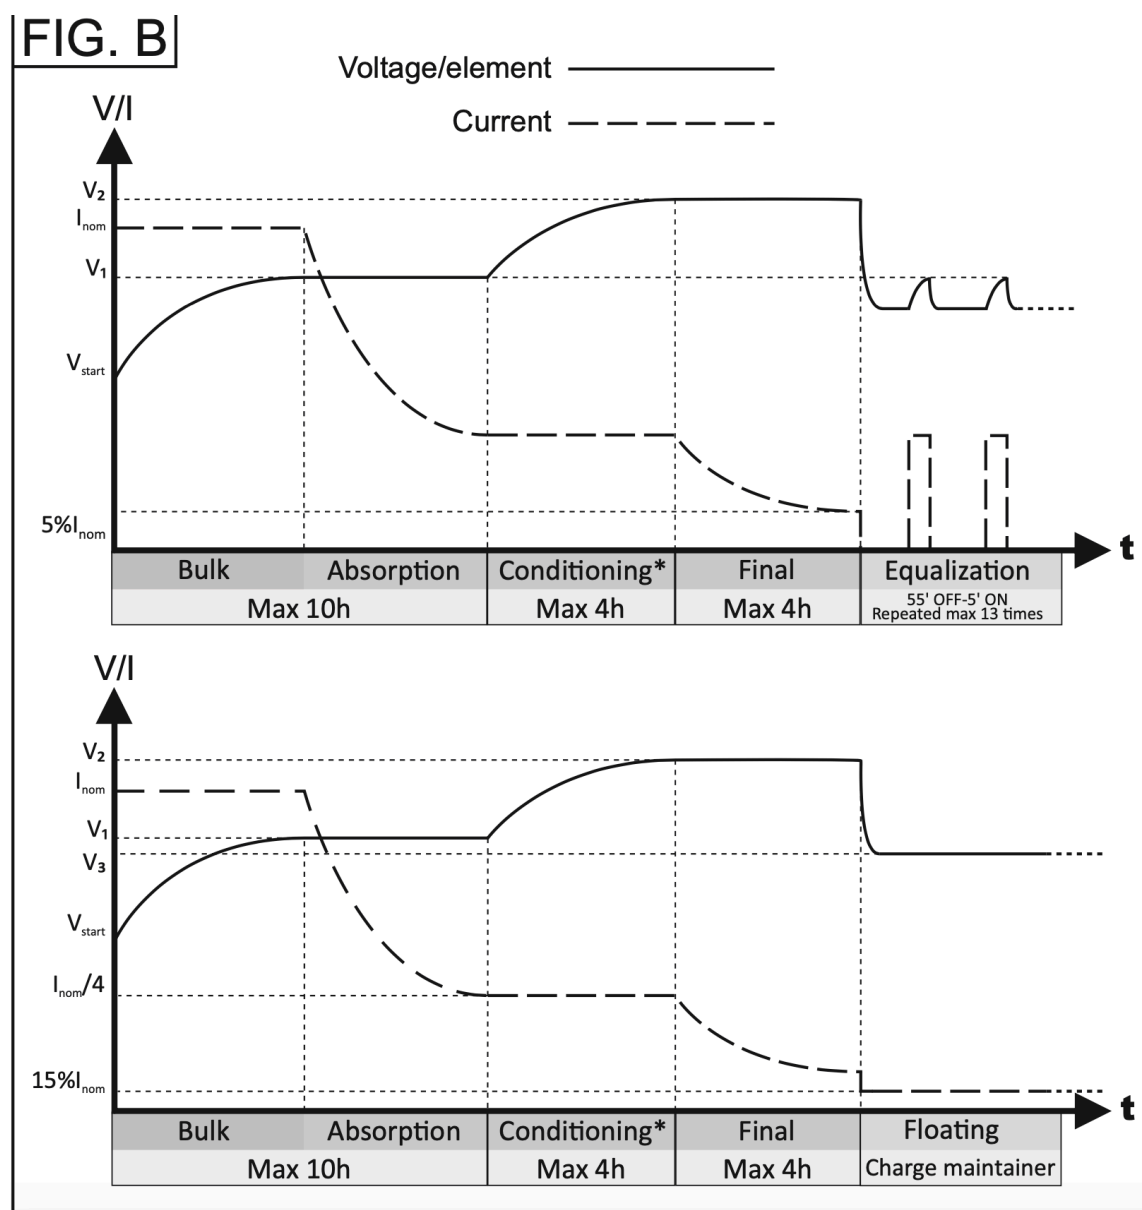 FIG. B
Voltage/element
Current
V/I
V₂
Iₙₒₘ
V₁
Vₛₜₐᵣₜ
5%Iₙₒₘ
t
Bulk Absorption Conditioning* Final Equalization
Max 10h Max 4h Max 4h 55' OFF-5' ON
Repeated max 13 times
V/I
V₂
Iₙₒₘ
V₁
V₃
Vₛₜₐᵣₜ
Iₙₒₘ/4
15%Iₙₒₘ
t
Bulk Absorption Conditioning* Final Floating
Max 10h Max 4h Max 4h Charge maintainer